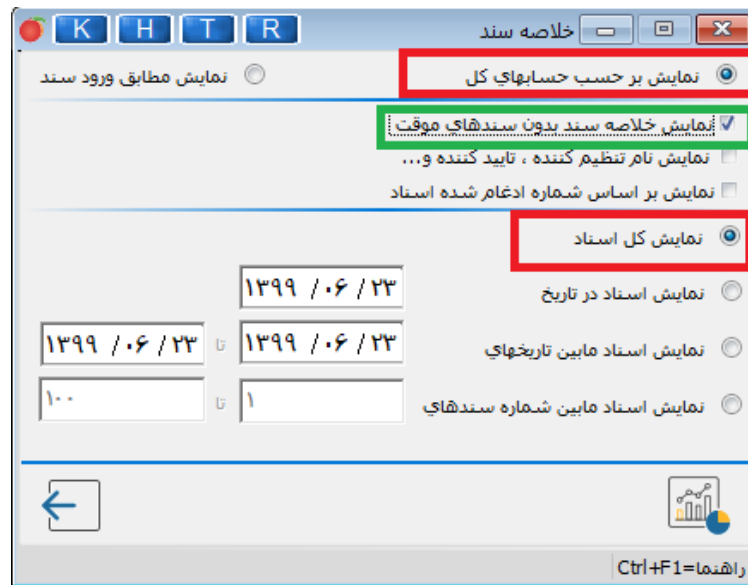 خلاصه سند K H T R
نمایش بر حسب حسابهاي کل نمایش مطابق ورود سند
نمایش خلاصه سند بدون سندهاي موقت
نمایش نام تنظیم کننده ، تایید کننده و...
نمایش بر اساس شماره ادغام شده اسناد
نمایش کل اسناد
نمایش اسناد در تاریخ ۱۳۹۹ /۰۶ / ۲۳
نمایش اسناد مابین تاریخهاي ۱۳۹۹ /۰۶ / ۲۳ تا ۱۳۹۹ /۰۶ / ۲۳
نمایش اسناد مابین شماره سندهاي ۱ تا ۱۰۰
راهنما=Ctrl+F1